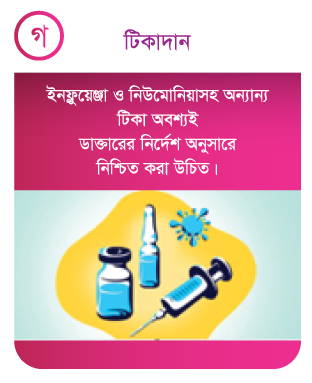 গ
টিকাদান
ইনফ্লুয়েঞ্জা ও নিউমোনিয়াসহ অন্যান্য
টিকা অবশ্যই
ডাক্তারের নির্দেশ অনুসারে
নিশ্চিত করা উচিত।